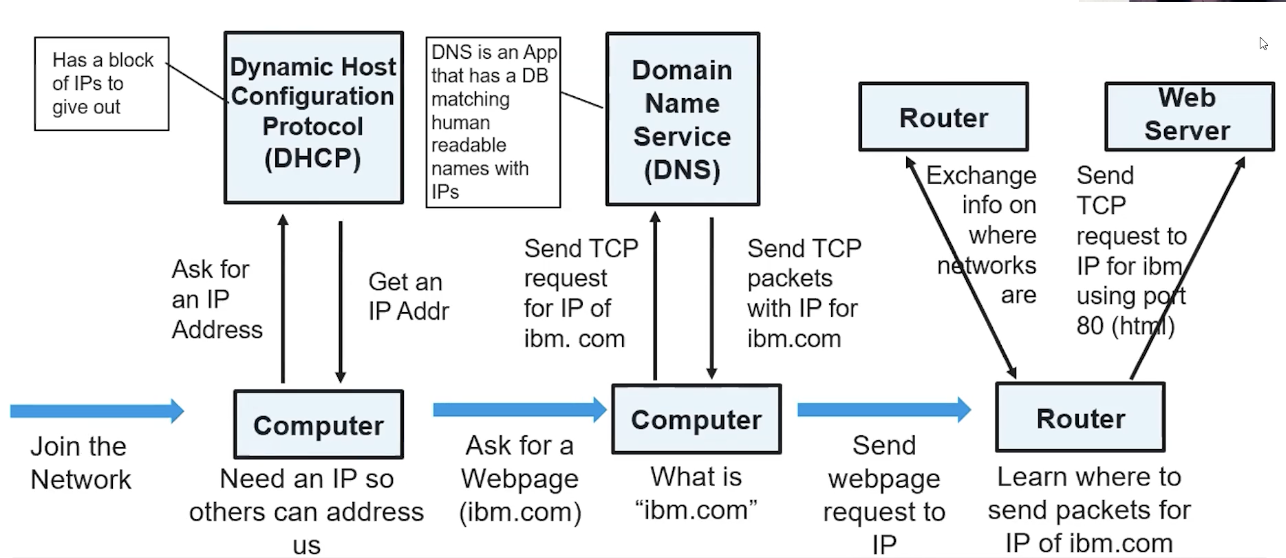 Has a block
of IPs to
give out
Dynamic Host
Configuration
Protocol
(DHCP)
DNS is an App
that has a DB
matching
human
readable
names with
IPs
Domain
Name
Service
(DNS)
Router
Web
Server
Ask for
an IP
Address
Get an
IP Addr
Send TCP
request
for IP of
ibm. com
Send TCP
packets
with IP for
ibm.com
Exchange
info on
where
networks
are
Send
TCP
request to
IP for ibm
using port
80 (html)
Join the
Network
Computer
Need an IP so
others can address
us
Ask for a
Webpage
(ibm.com)
Computer
What is
“ibm.com”
Send
webpage
request to
IP
Router
Learn where to
send packets for
IP of ibm.com